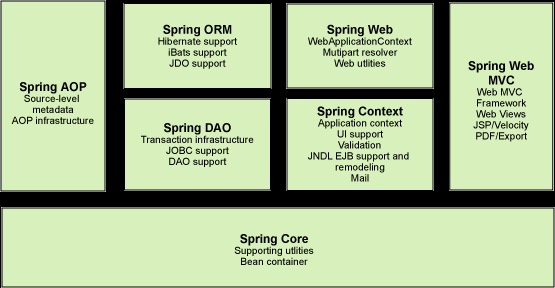 Spring AOP
Source-level
metadata
AOP infrastructure
Spring ORM
Hibernate support
iBats support
JDO support
Spring DAO
Transaction infrastructure
JOBC support
DAO support
Spring Web
WebApplicationContext
Mutipart resolver
Web utlities
Spring Context
Application context
UI support
Validation
JNDL EJB support and
remodeling
Mail
Spring Web
MVC
Web MVC
Framework
Web Views
JSP/Velocity
PDF/Export
Spring Core
Supporting utlities
Bean container